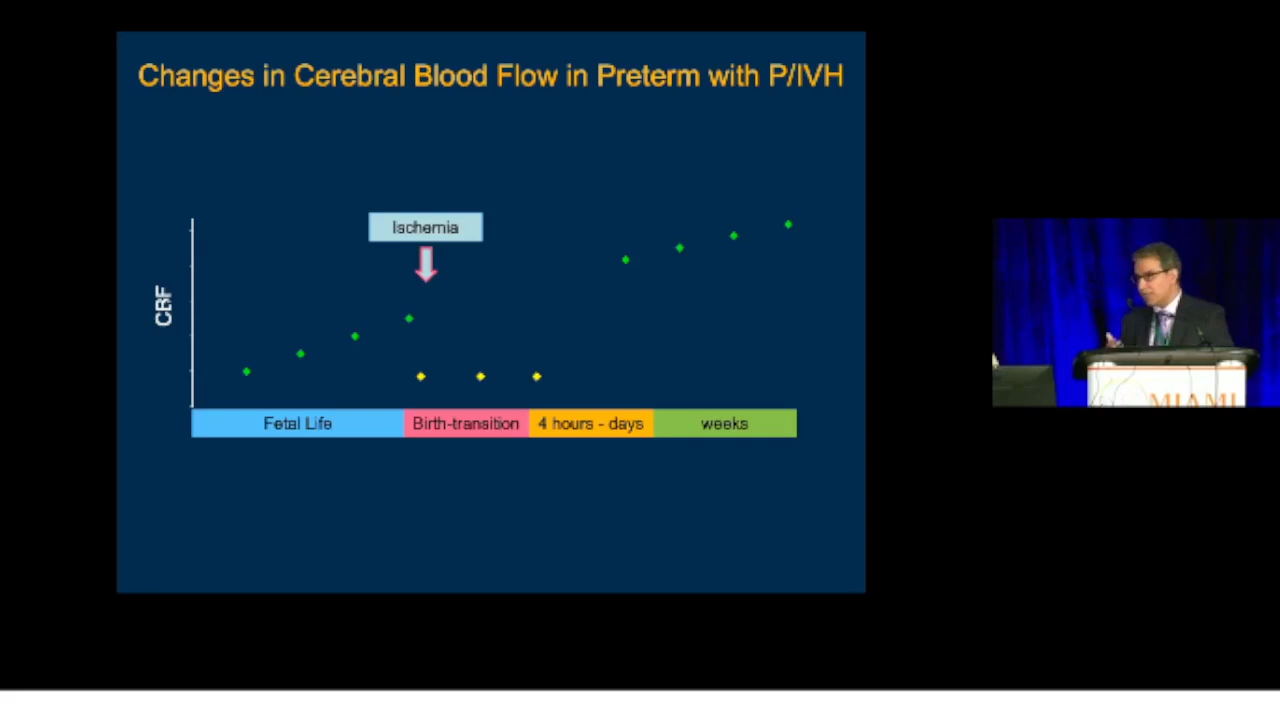 Changes in Cerebral Blood Flow in Preterm with P/IVH
Ischemia
CBF
Fetal Life
Birth-transition
4 hours - days
weeks
MIAMI